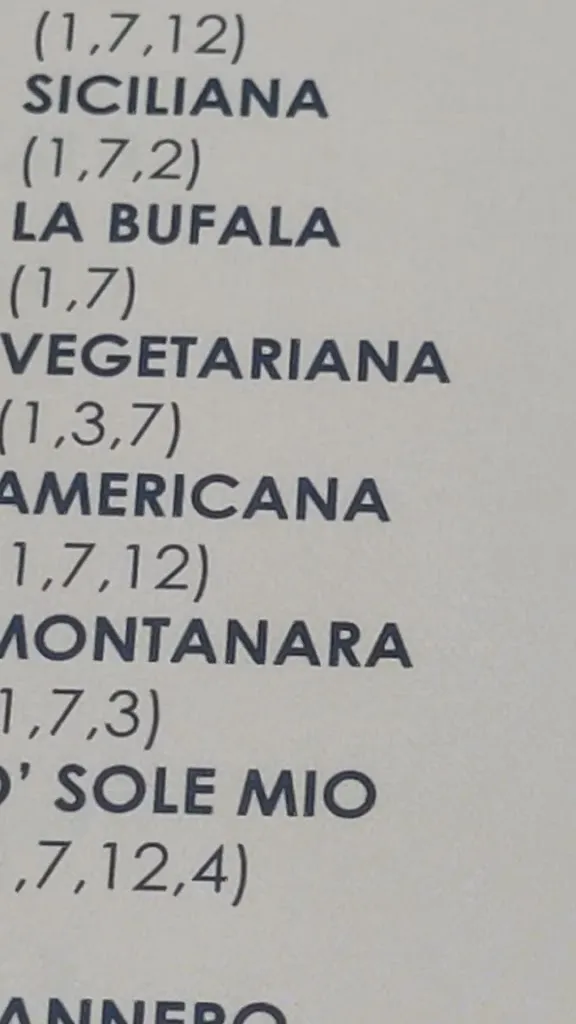 (1,7,12)
SICILIANA
(1,7,2)
LA BUFALA
(1,7)
VEGETARIANA
(1,3,7)
AMERICANA
1,7,12)
MONTANARA
1,7,3)
O' SOLE MIO
,7,12,4)